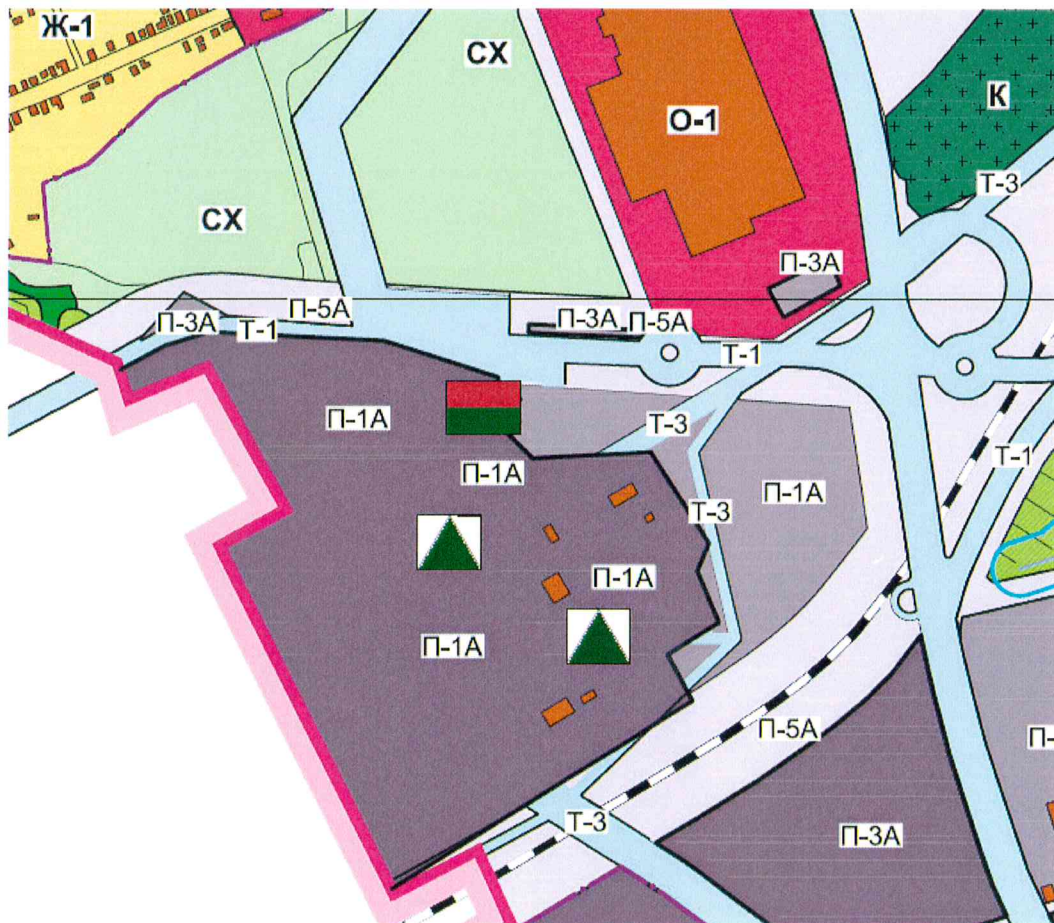 Ж-1
СХ
О-1
К
Т-3
СХ
П-3А
П-5А
П-3А
Т-1
П-3А
П-5А
Т-1
П-1А
Т-3
Т-1
П-1А
П-1А
Т-3
П-1А
П-1А
П-5А
П-
Т-3
П-3А